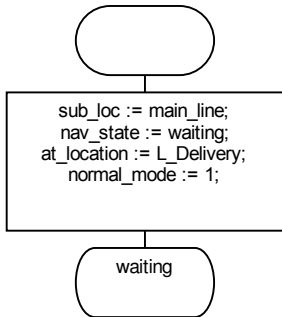 sub_loc := main_line;
nav_state := waiting;
at_location := L_Delivery;
normal_mode := 1;
waiting